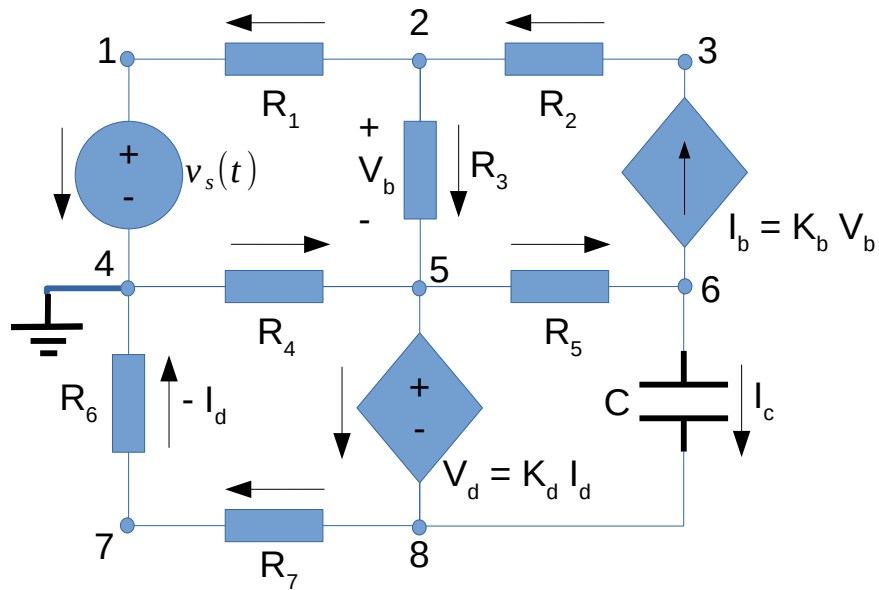 1
2
3
R1
R2
+
-
vs(t)
+
Vb
-
R3
Ib = Kb Vb
4
5
6
R4
R5
R6
- Id
+
-
C
Ic
Vd = Kd Id
7
8
R7